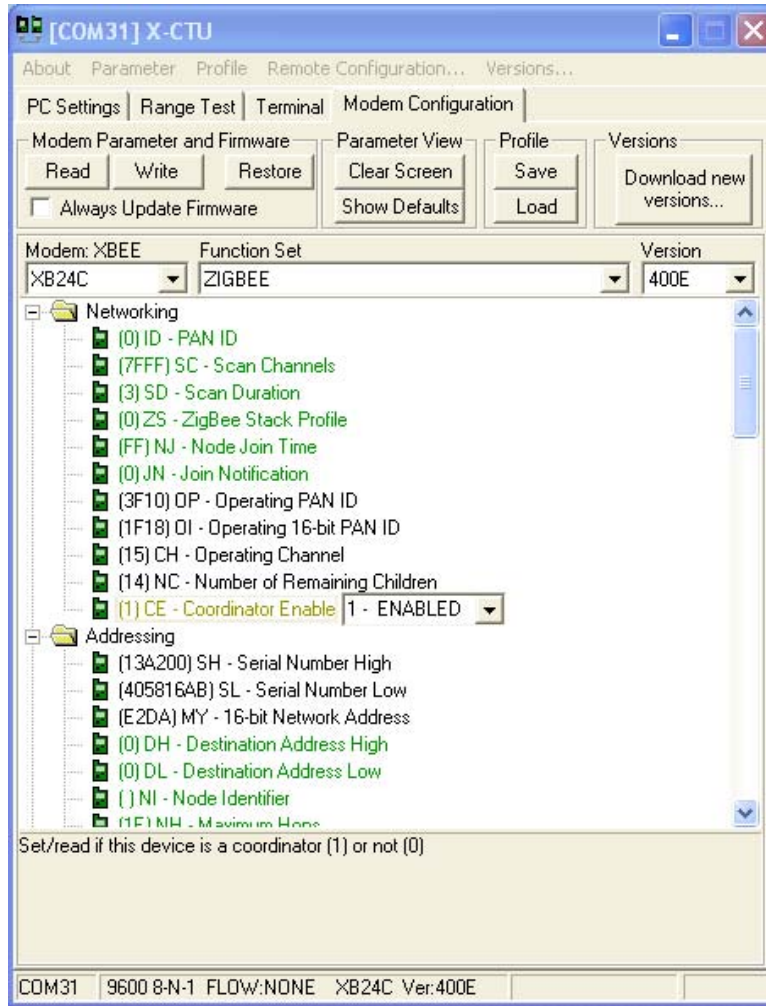 [COM31] X-CTU
About Parameter Profile Remote Configuration... Versions...
PC Settings Range Test Terminal Modem Configuration
Modem Parameter and Firmware Parameter View Profile Versions
Read Write Restore Clear Screen Save Download new versions...
Always Update Firmware Show Defaults Load
Modem: XBEE Function Set Version
XB24C ZIGBEE 400E
Networking
(0) ID - PAN ID
(7FFF) SC - Scan Channels
(3) SD - Scan Duration
(0) ZS - ZigBee Stack Profile
(FF) NJ - Node Join Time
(0) JN - Join Notification
(3F10) OP - Operating PAN ID
(1F18) OI - Operating 16-bit PAN ID
(15) CH - Operating Channel
(14) NC - Number of Remaining Children
(1) CE - Coordinator Enable 1 - ENABLED
Addressing
(13A200) SH - Serial Number High
(405816AB) SL - Serial Number Low
(E2DA) MY - 16-bit Network Address
(0) DH - Destination Address High
(0) DL - Destination Address Low
( ) NI - Node Identifier
(1E) NH - Maximum Hops
Set/read if this device is a coordinator (1) or not (0)
COM31 9600 8-N-1 FLOW:NONE XB24C Ver:400E